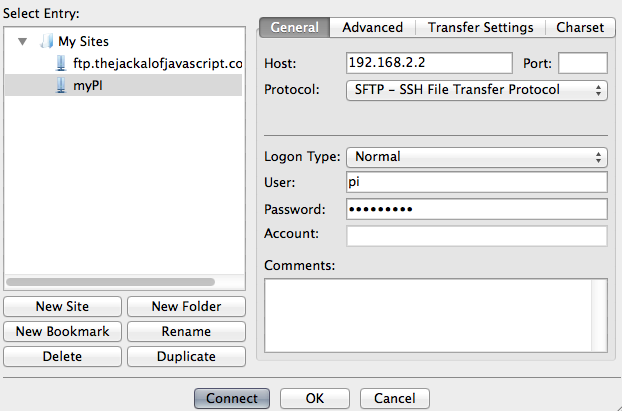 Select Entry:
My Sites
ftp.thejackalofjavascript.co
myPI
New Site
New Folder
New Bookmark
Rename
Delete
Duplicate
General
Advanced
Transfer Settings
Charset
Host:
192.168.2.2
Port:
Protocol:
SFTP - SSH File Transfer Protocol
Logon Type:
Normal
User:
pi
Password:
•••••••••
Account:
Comments:
Connect
OK
Cancel